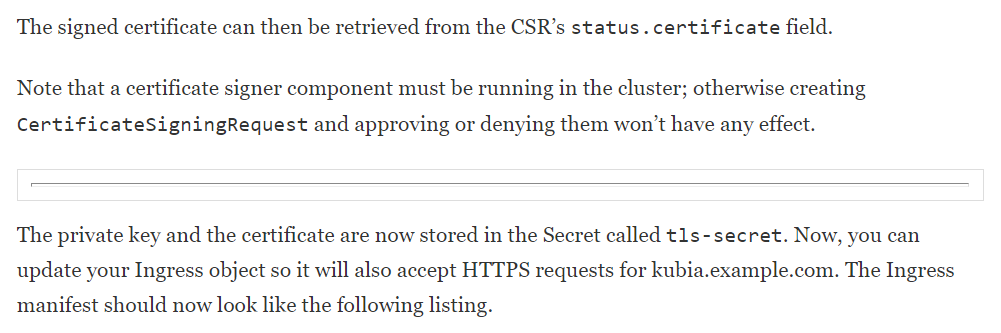 The signed certificate can then be retrieved from the CSR’s status.certificate field.
Note that a certificate signer component must be running in the cluster; otherwise creating
CertificateSigningRequest and approving or denying them won’t have any effect.
The private key and the certificate are now stored in the Secret called tls-secret. Now, you can
update your Ingress object so it will also accept HTTPS requests for kubia.example.com. The Ingress
manifest should now look like the following listing.